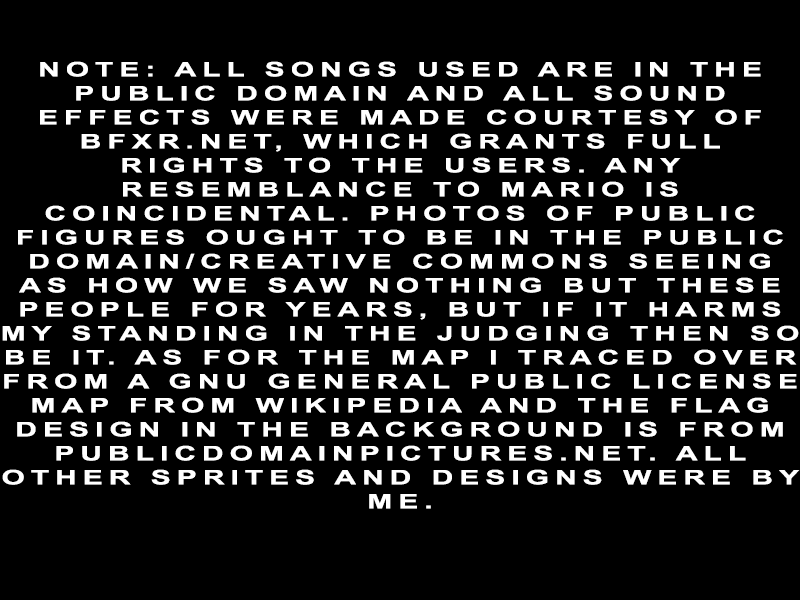 NOTE: ALL SONGS USED ARE IN THE
PUBLIC DOMAIN AND ALL SOUND
EFFECTS WERE MADE COURTESY OF
BFXR.NET, WHICH GRANTS FULL
RIGHTS TO THE USERS. ANY
RESEMBLANCE TO MARIO IS
COINCIDENTAL. PHOTOS OF PUBLIC
FIGURES OUGHT TO BE IN THE PUBLIC
DOMAIN/CREATIVE COMMONS SEEING
AS HOW WE SAW NOTHING BUT THESE
PEOPLE FOR YEARS, BUT IF IT HARMS
MY STANDING IN THE JUDGING THEN SO
BE IT. AS FOR THE MAP I TRACED OVER
FROM A GNU GENERAL PUBLIC LICENSE
MAP FROM WIKIPEDIA AND THE FLAG
DESIGN IN THE BACKGROUND IS FROM
PUBLICDOMAINPICTURES.NET. ALL
OTHER SPRITES AND DESIGNS WERE BY
ME.